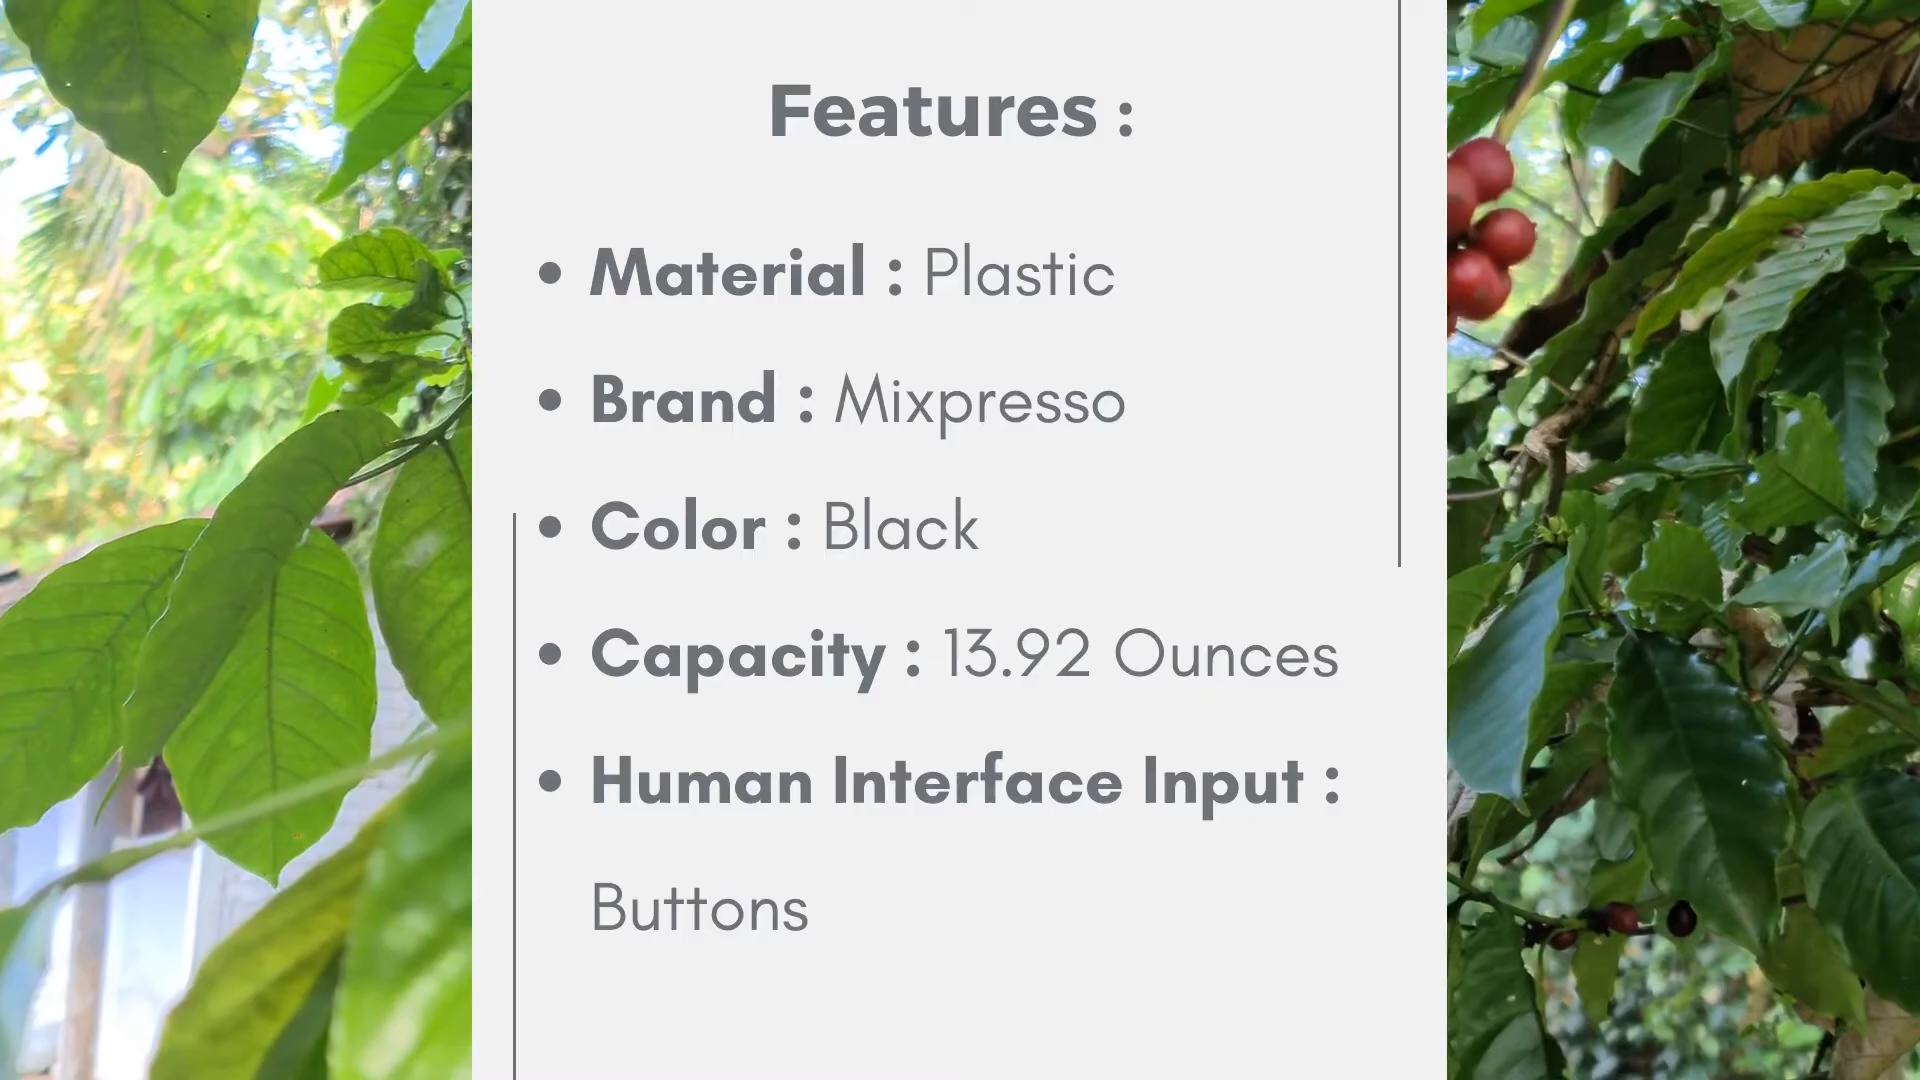 Features :
• Material : Plastic
• Brand : Mixpresso
• Color : Black
• Capacity : 13.92 Ounces
• Human Interface Input :
Buttons